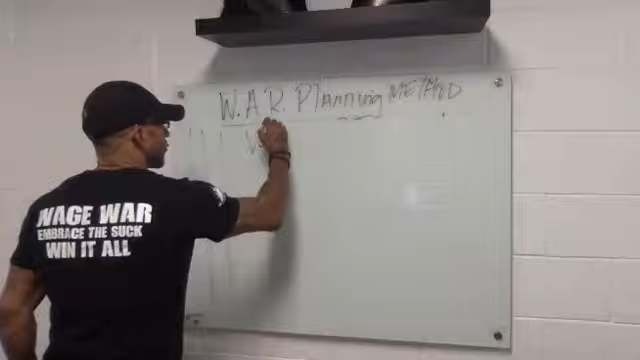 W.A.R. Planning METHOD
WAGE WAR
EMBRACE THE SUCK
WIN IT ALL